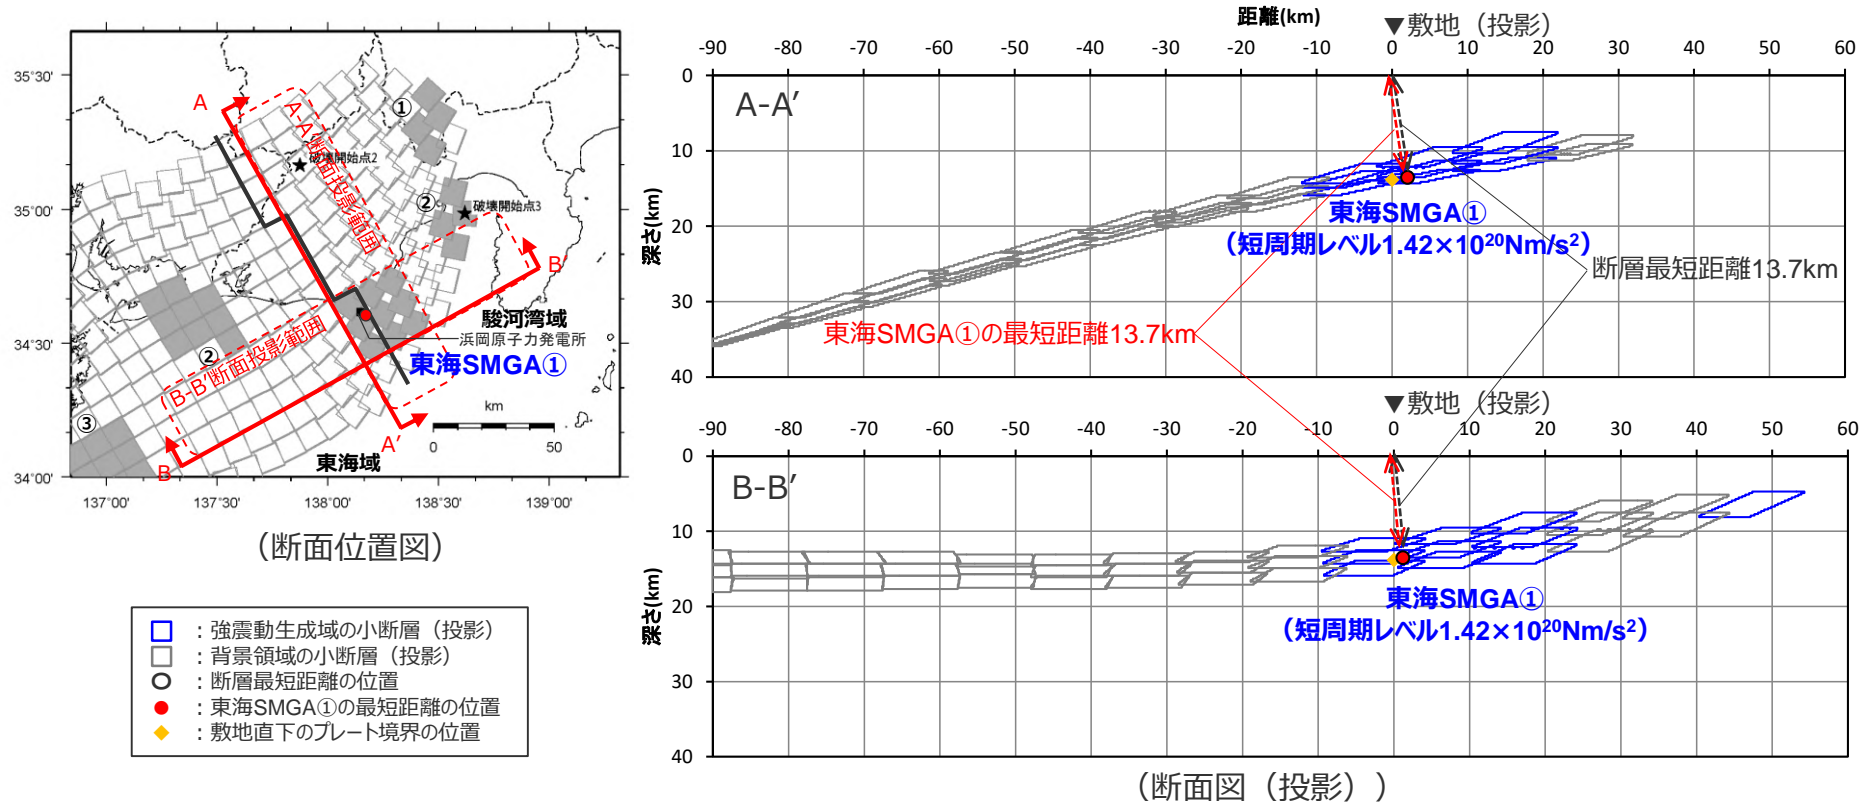 35°30'
35°00'
34°30'
34°00'
137°00'
137°30'
138°00'
138°30'
139°00'
A
A-A'断面投影範囲
①
破壊開始点2
②
破壊開始点3
B'
駿河湾域
浜岡原子力発電所
東海SMGA①
②
B-B'断面投影範囲
③
km
0
50
A'
B
東海域
(断面位置図)
:強震動生成域の小断層(投影)
:背景領域の小断層(投影)
:断層最短距離の位置
:東海SMGA①の最短距離の位置
:敷地直下のプレート境界の位置
距離(km)
▼敷地(投影)
-90 -80 -70 -60 -50 -40 -30 -20 -10 0 10 20 30 40 50 60
0
10
20
30
40
深さ(km)
A-A'
東海SMGA①
(短周期レベル1.42×10²⁰Nm/s²)
断層最短距離13.7km
東海SMGA①の最短距離13.7km
▼敷地(投影)
-90 -80 -70 -60 -50 -40 -30 -20 -10 0 10 20 30 40 50 60
0
10
20
30
40
深さ(km)
B-B'
東海SMGA①
(短周期レベル1.42×10²⁰Nm/s²)
(断面図(投影))